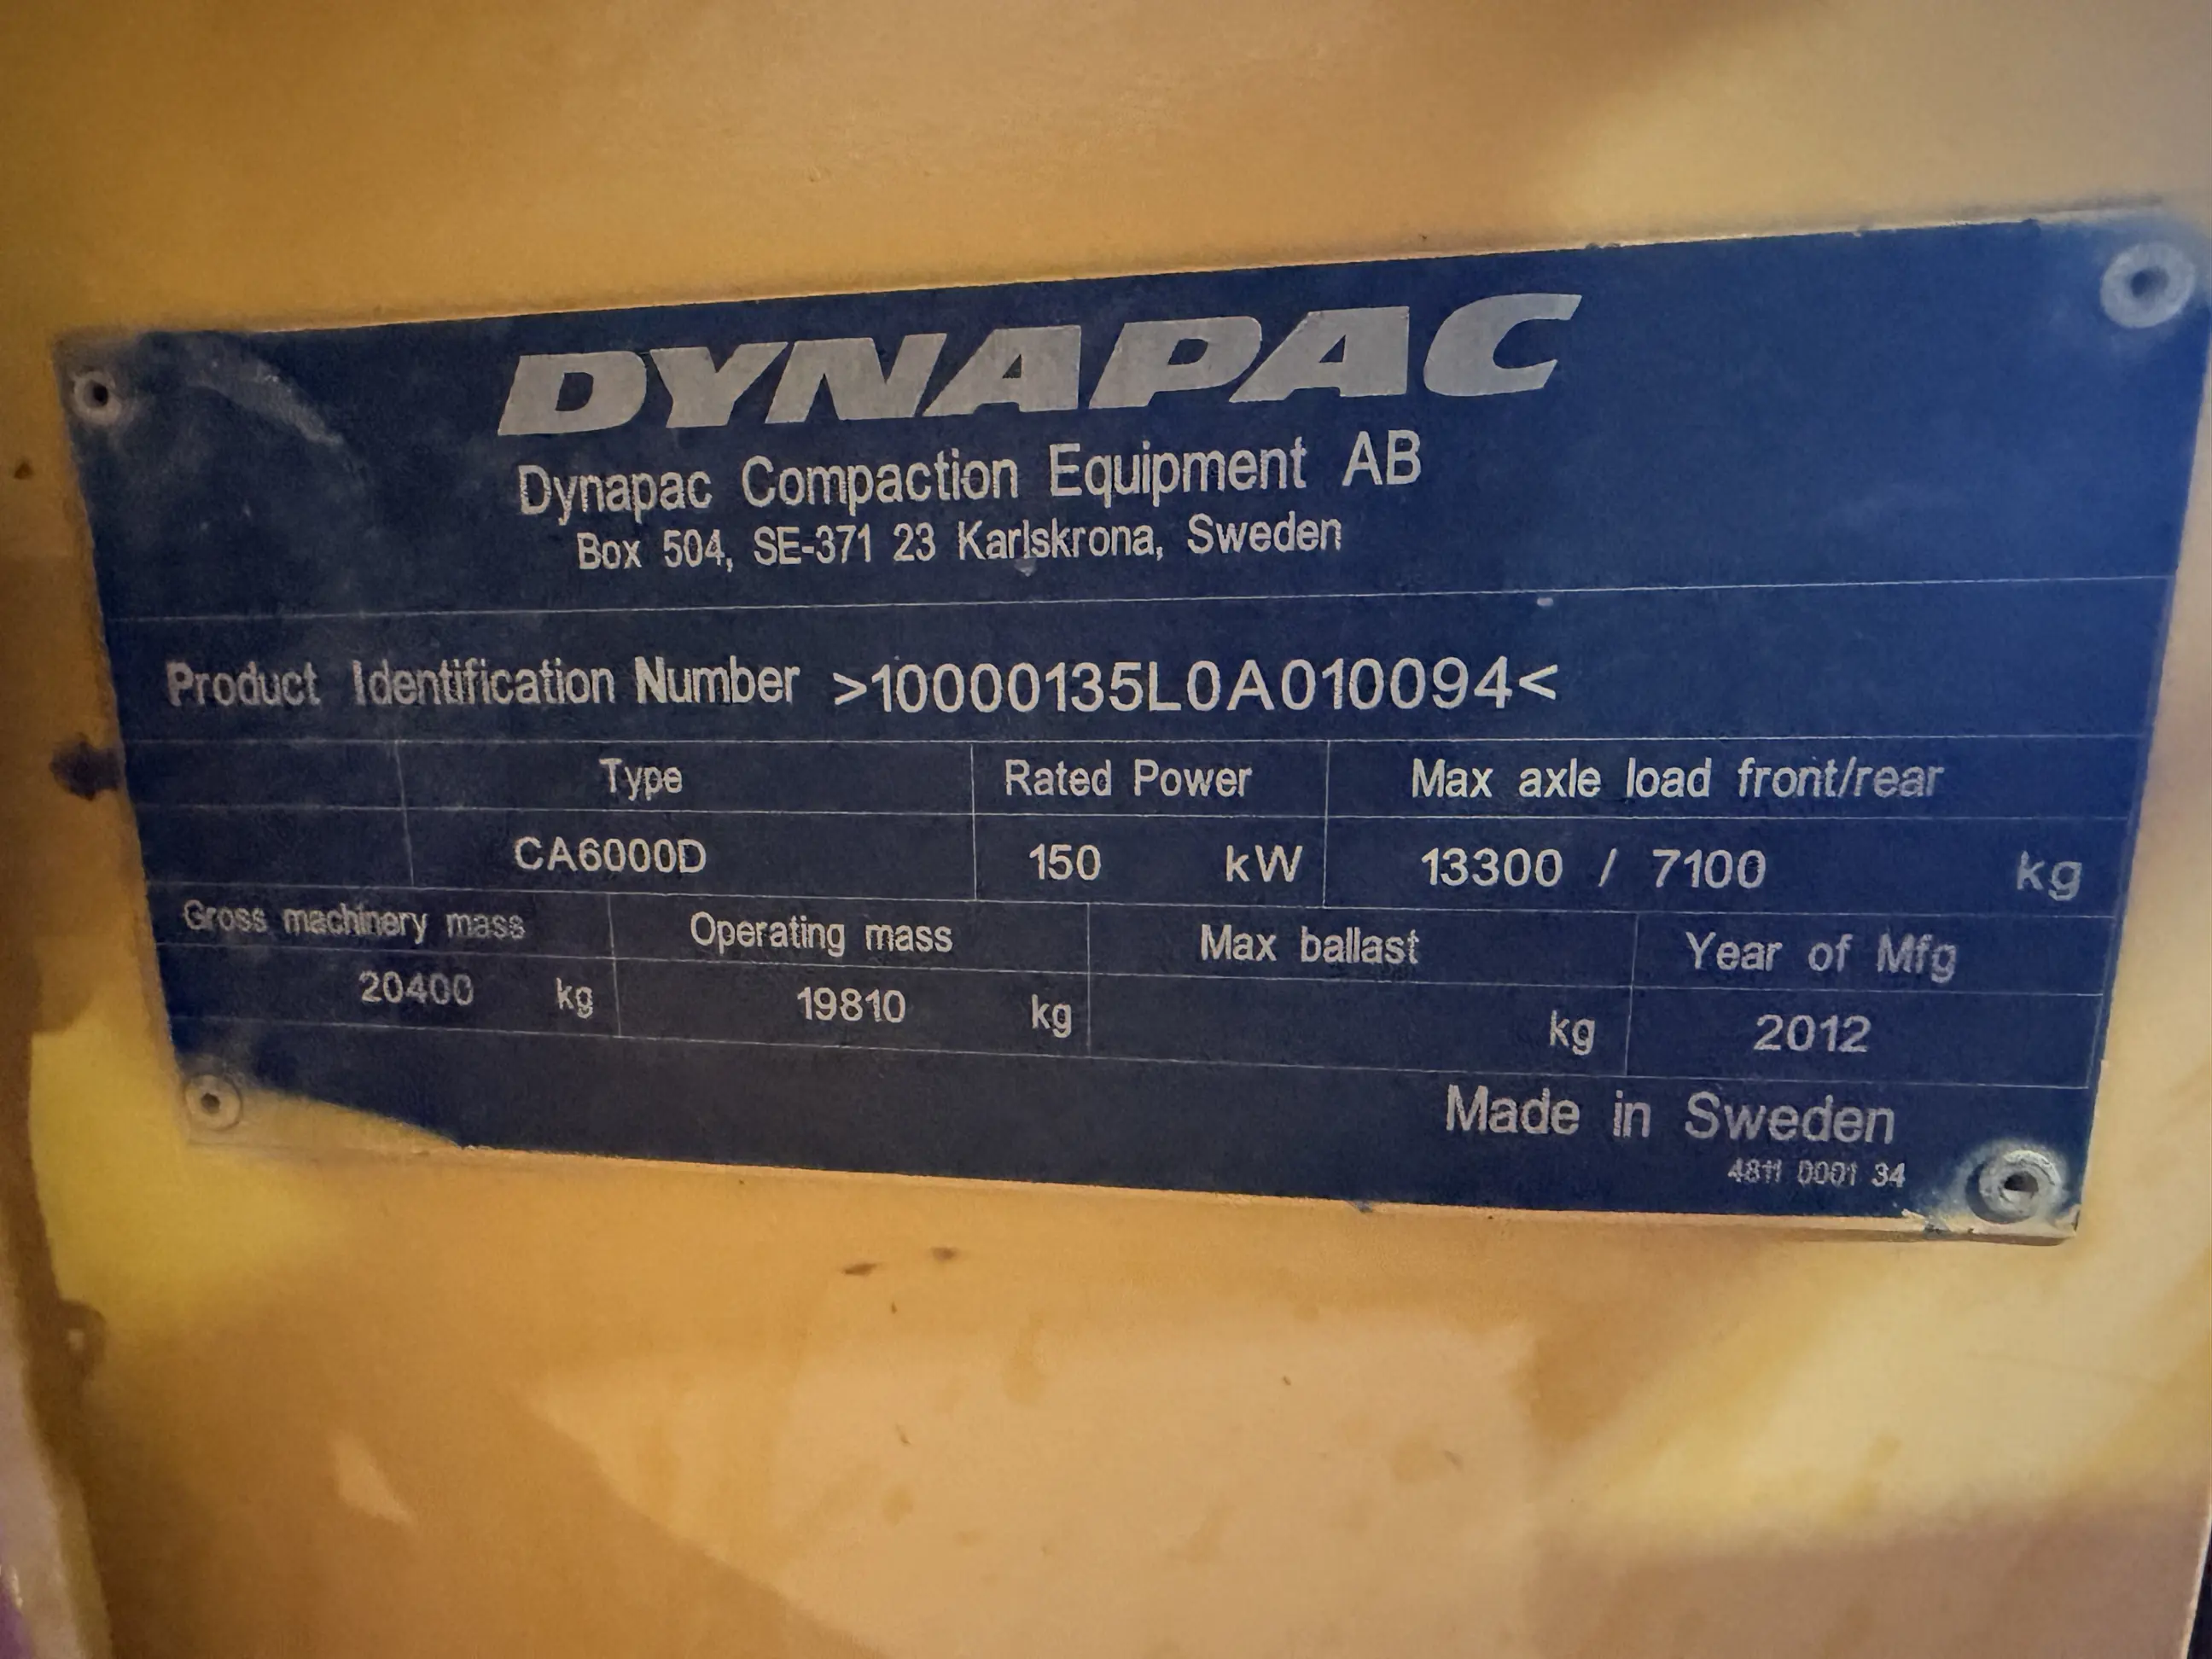 DYNAPAC
Dynapac Compaction Equipment AB
Box 504, SE-371 23 Karlskrona, Sweden
Product Identification Number >10000135L0A010094<
Type Rated Power Max axle load front/rear
CA6000D 150 kW 13300 / 7100 kg
Gross machinery mass Operating mass Max ballast Year of Mfg
20400 kg 19810 kg kg 2012
Made in Sweden
4811 0001 34